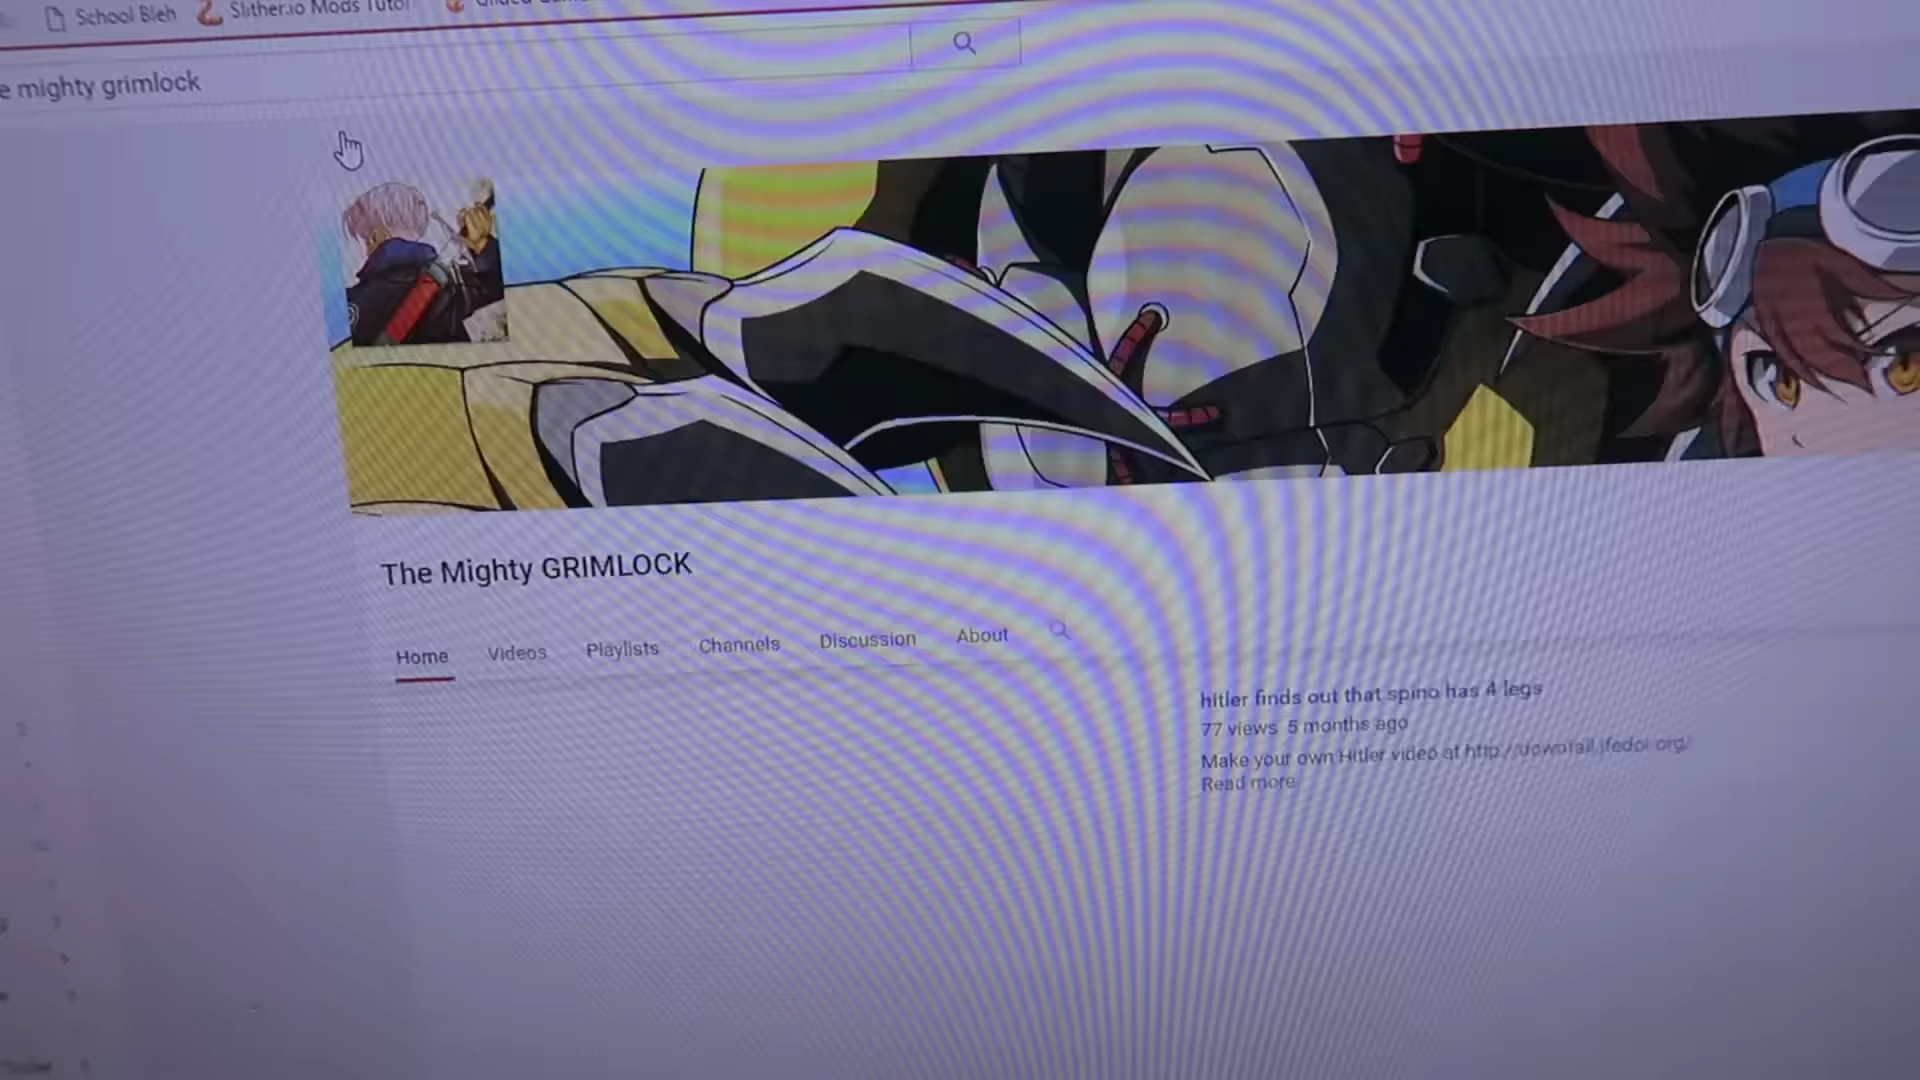 School Bleh
Slither.io Mods Tutor
e mighty grimlock
The Mighty GRIMLOCK
Home Videos Playlists Channels Discussion About
hitler finds out that spino has 4 legs
77 views 5 months ago
Make your own Hitler video at
Read more